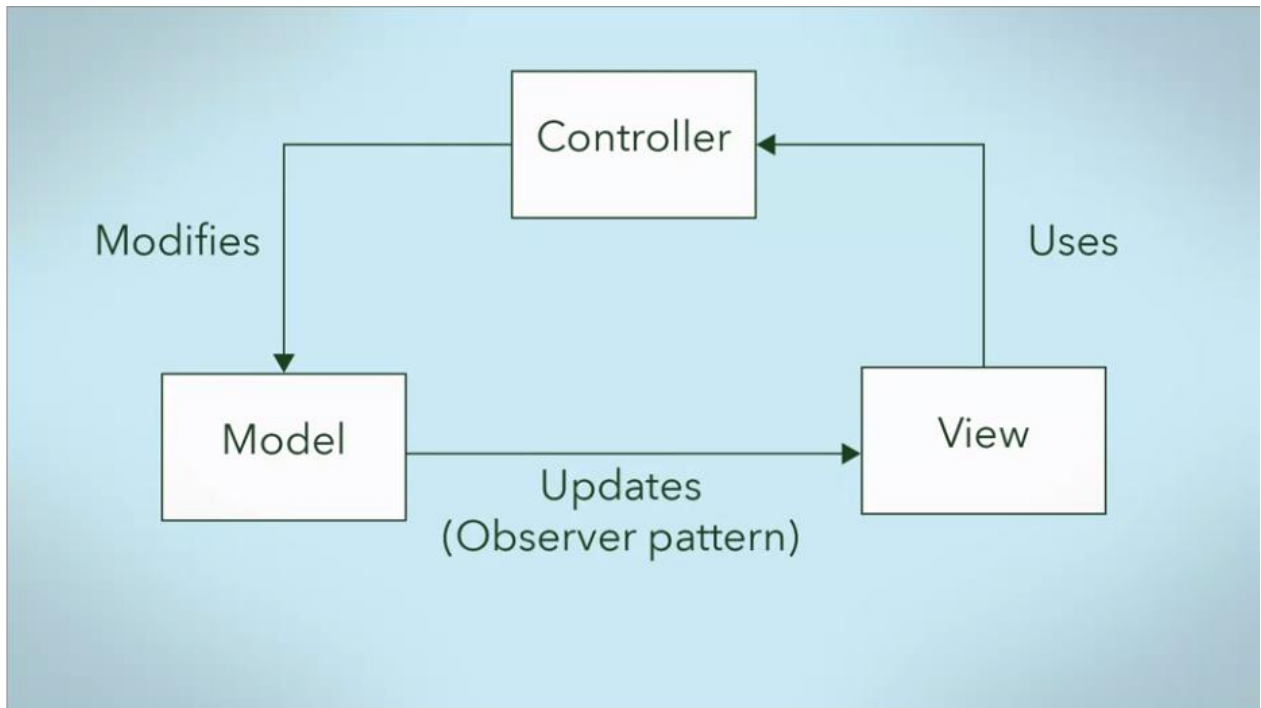 Controller
Modifies
Uses
Model
View
Updates
(Observer pattern)